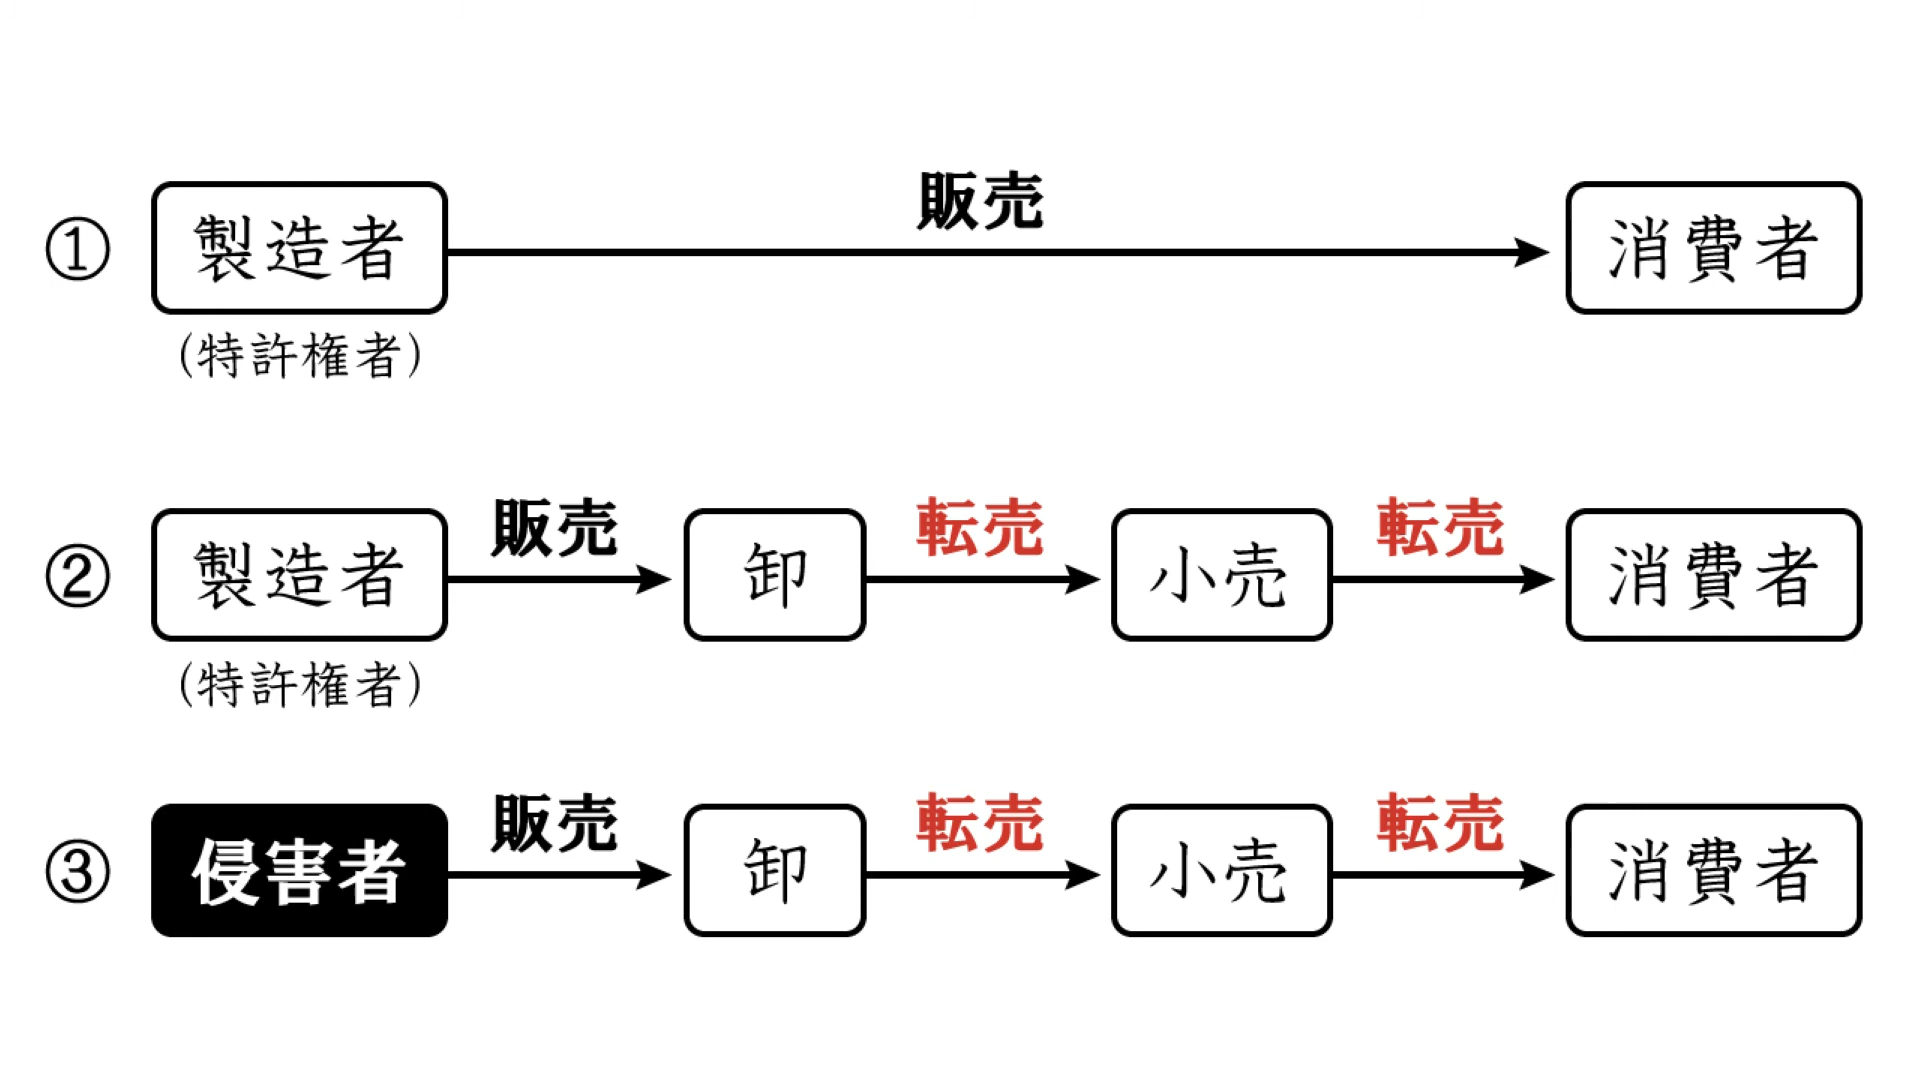 販売
① 製造者 消費者
(特許権者)
販売 転売 転売
② 製造者 卸 小売 消費者
(特許権者)
販売 転売 転売
③ 侵害者 卸 小売 消費者